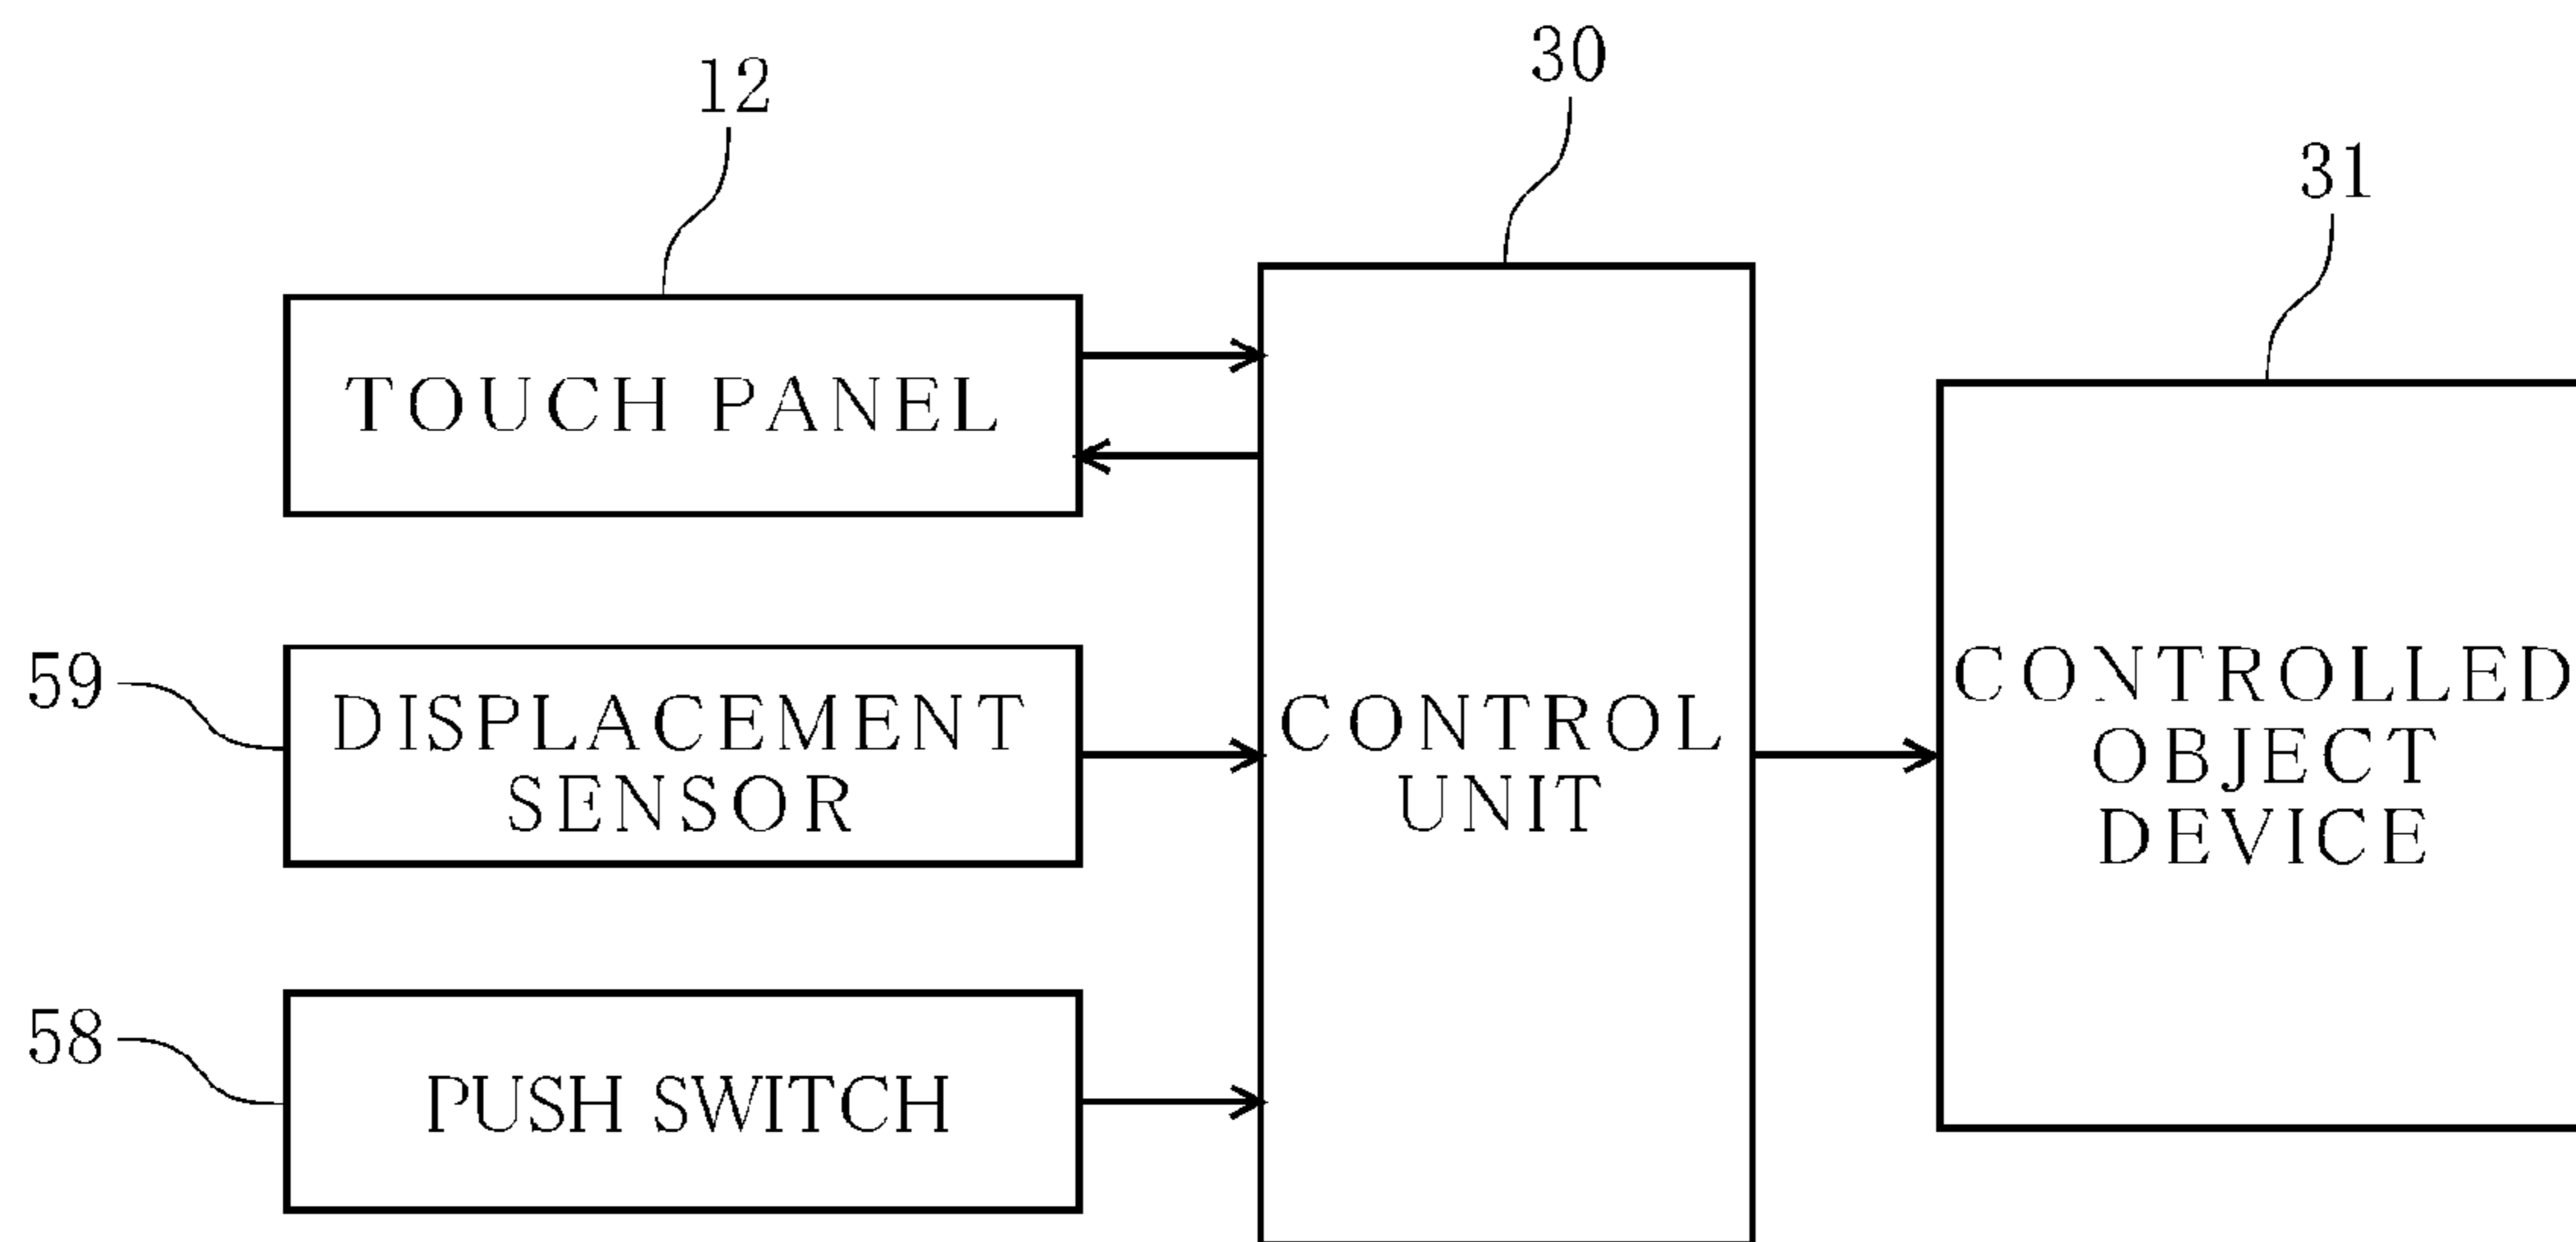 12
30
31
TOUCH PANEL
59
DISPLACEMENT
SENSOR
CONTROL
UNIT
CONTROLLED
OBJECT
DEVICE
58
PUSH SWITCH